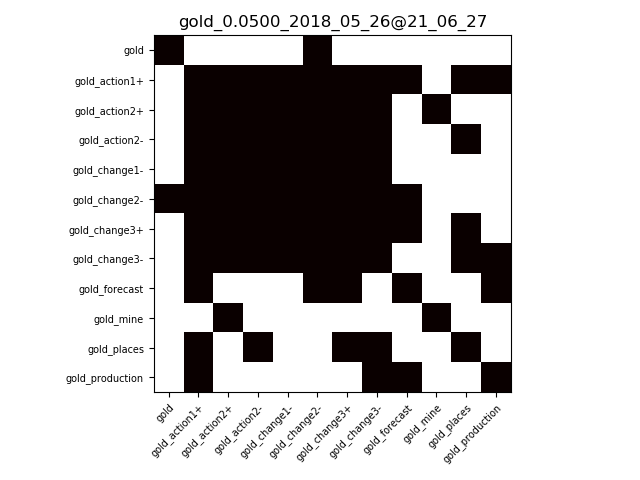 gold_0.0500_2018_05_26@21_06_27
gold
gold_action1+
gold_action2+
gold_action2-
gold_change1-
gold_change2-
gold_change3+
gold_change3-
gold_forecast
gold_mine
gold_places
gold_production
gold
gold_action1+
gold_action2+
gold_action2-
gold_change1-
gold_change2-
gold_change3+
gold_change3-
gold_forecast
gold_mine
gold_places
gold_production